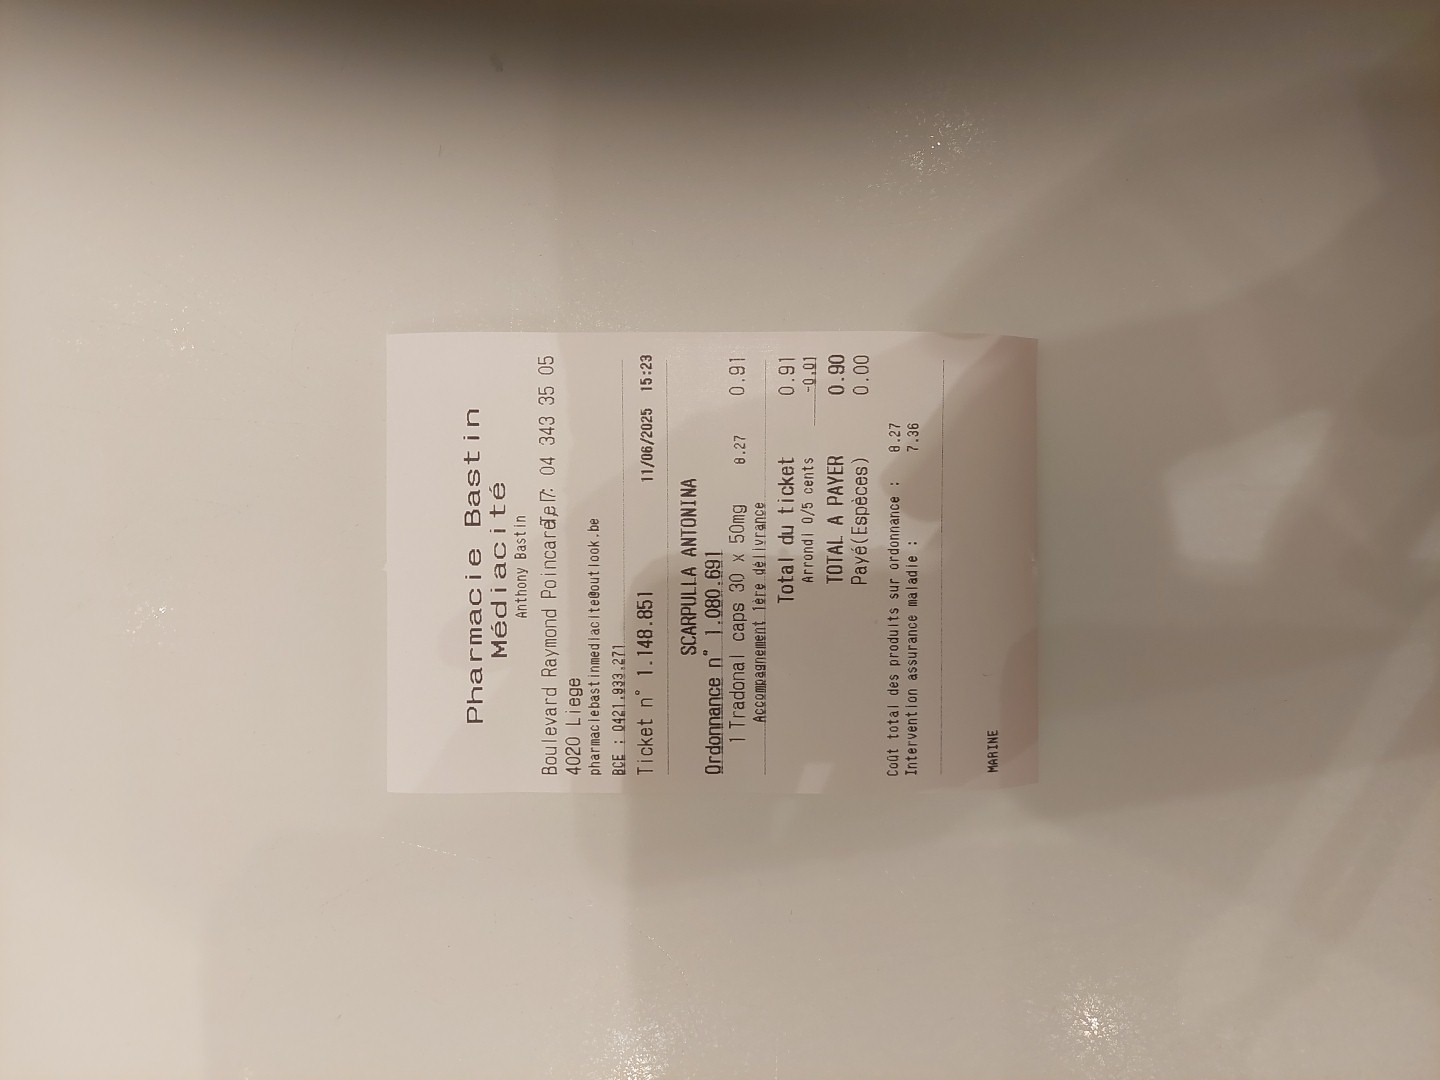 Pharmacie Bastin
Médiacité
Anthony Bastin
Boulevard Raymond Poincaré, 7 Tel: 04 343 35 05
4020 Liege
pharmaciebastinmediacite@outlook.be
BCE : 0421.933.271
Ticket n° 1.148.851 11/06/2025 15:23
SCARPULLA ANTONINA
Ordonnance n° 1.080.691
1 Tradonal caps 30 x 50mg 8.27 0.91
Accompagnement 1ère délivrance
Total du ticket 0.91
Arrondi 0/5 cents -0.01
TOTAL A PAYER 0.90
Payé(Espèces) 0.00
Coût total des produits sur ordonnance : 8.27
Intervention assurance maladie : 7.36
MARINE